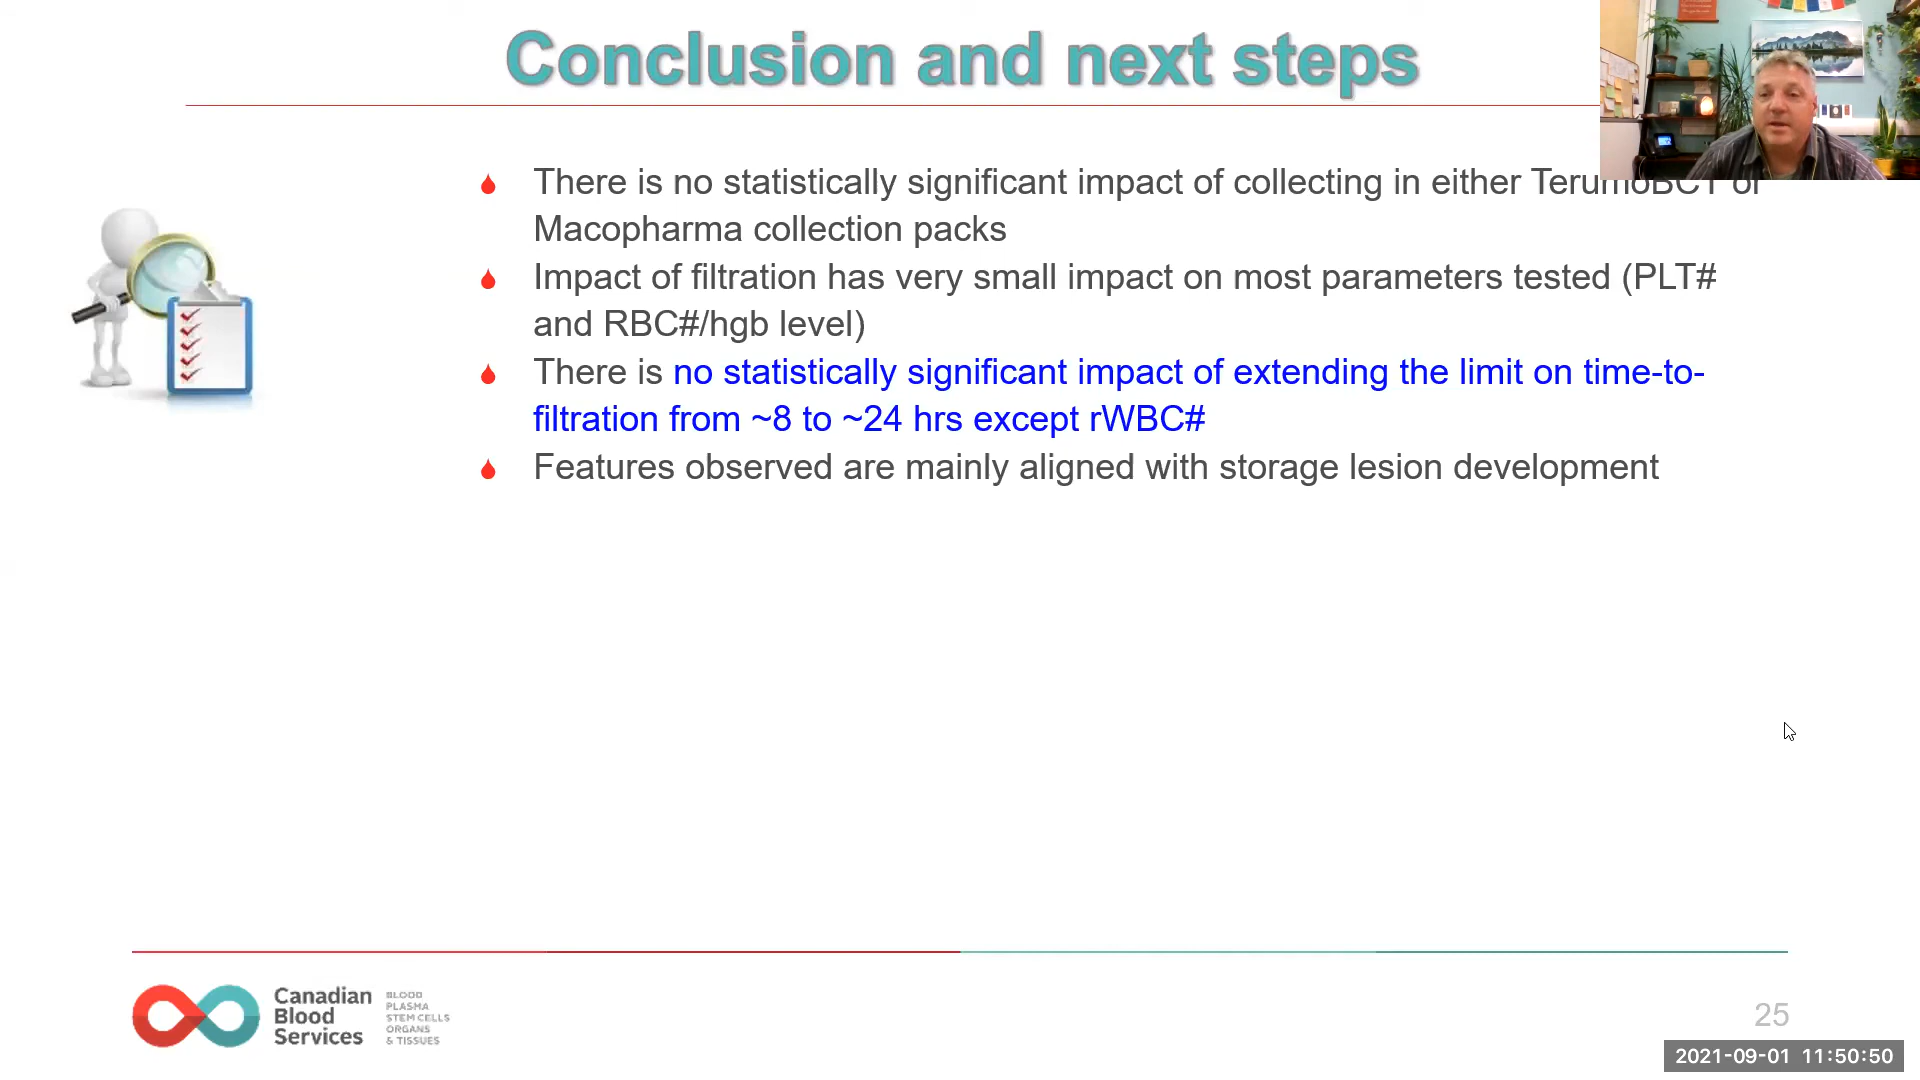 Conclusion and next steps
There is no statistically significant impact of collecting in either TerumoBCT or
Macopharma collection packs
Impact of filtration has very small impact on most parameters tested (PLT#
and RBC#/hgb level)
There is no statistically significant impact of extending the limit on time-to-
filtration from ~8 to ~24 hrs except rWBC#
Features observed are mainly aligned with storage lesion development
Canadian
Blood
Services
BLOOD
PLASMA
STEM CELLS
ORGANS
& TISSUES
25
2021-09-01 11:50:50